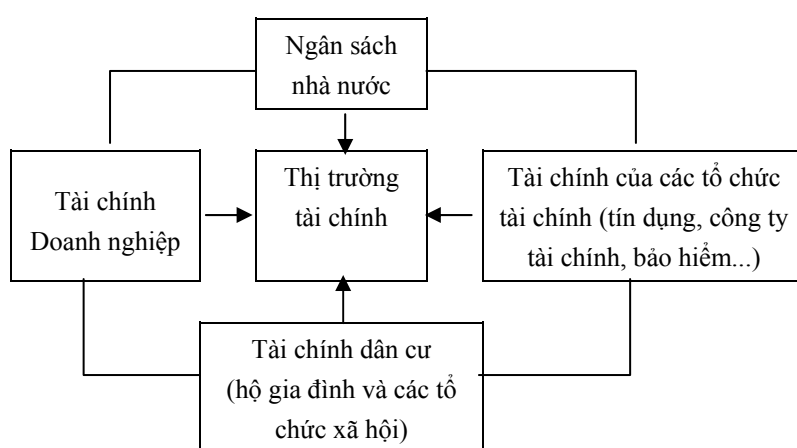 Ngân sách
nhà nước
Tài chính
Doanh nghiệp
Thị trường
tài chính
Tài chính của các tổ chức
tài chính (tín dụng, công ty
tài chính, bảo hiểm...)
Tài chính dân cư
(hộ gia đình và các tổ
chức xã hội)